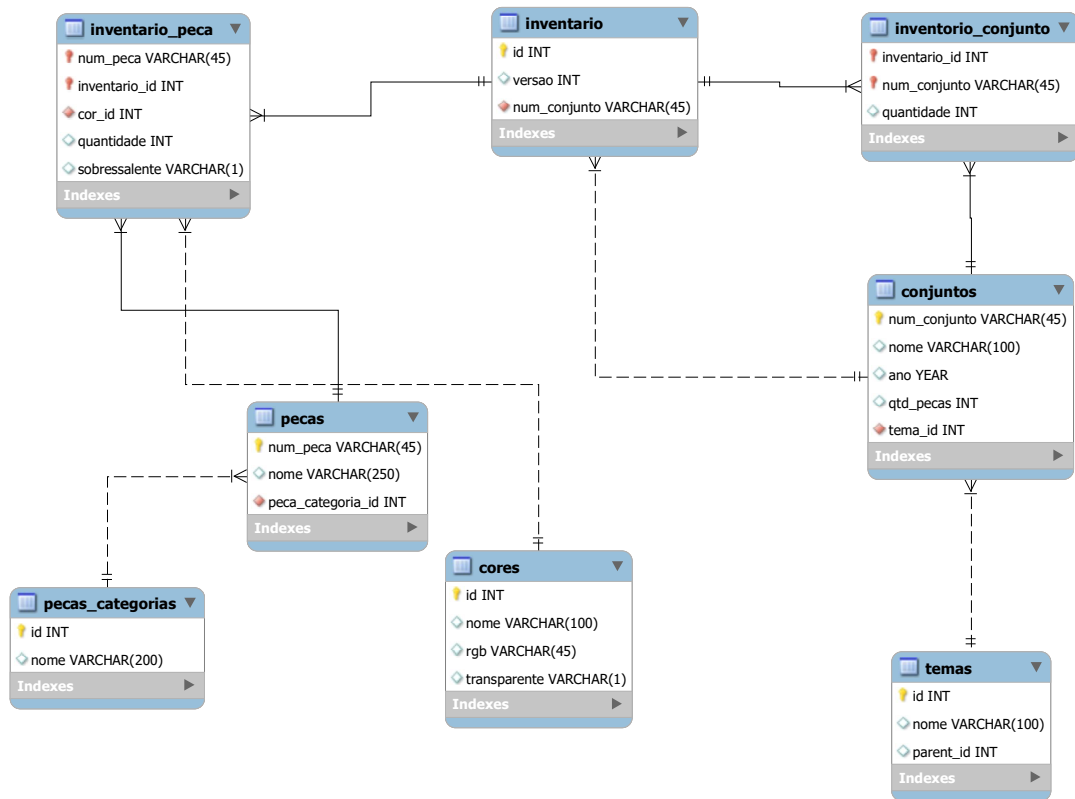 inventario_peca
num_peca VARCHAR(45)
inventario_id INT
cor_id INT
quantidade INT
sobressalente VARCHAR(1)
Indexes
inventario
id INT
versao INT
num_conjunto VARCHAR(45)
Indexes
inventorio_conjunto
inventario_id INT
num_conjunto VARCHAR(45)
quantidade INT
Indexes
conjuntos
num_conjunto VARCHAR(45)
nome VARCHAR(100)
ano YEAR
qtd_pecas INT
tema_id INT
Indexes
pecas
num_peca VARCHAR(45)
nome VARCHAR(250)
peca_categoria_id INT
Indexes
cores
id INT
nome VARCHAR(100)
rgb VARCHAR(45)
transparente VARCHAR(1)
Indexes
pecas_categorias
id INT
nome VARCHAR(200)
Indexes
temas
id INT
nome VARCHAR(100)
parent_id INT
Indexes